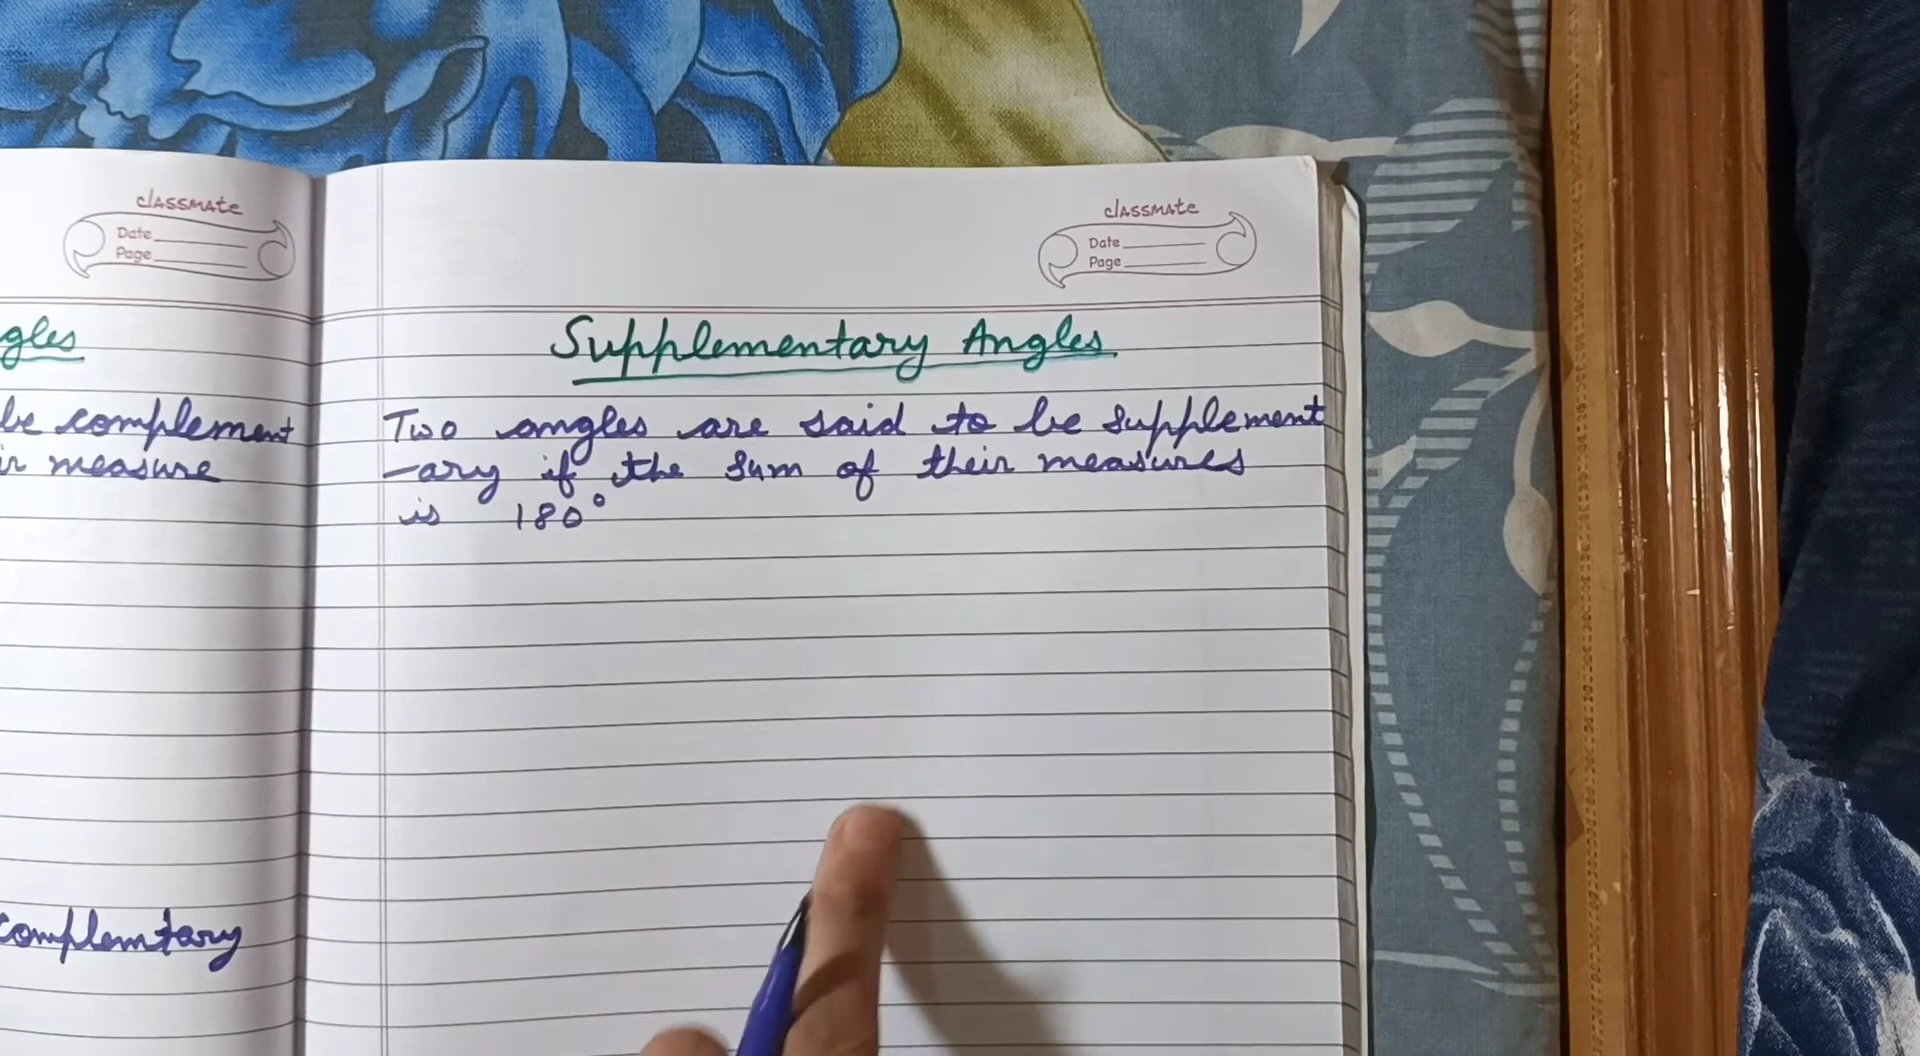 classmate
Date
Page
gles
be complement
ir measure
complemtary
classmate
Date
Page
Supplementary Angles
Two angles are said to be supplement
-ary if the sum of their measures
is 180°